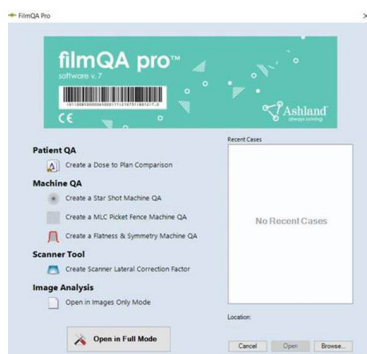 FilmQA Pro
filmQA pro™
software v.7
CE
Ashland™
always solving
Recent Cases
Patient QA
Create a Dose to Plan Comparison
Machine QA
Create a Star Shot Machine QA
Create a MLC Picket Fence Machine QA
Create a Flatness & Symmetry Machine QA
No Recent Cases
Scanner Tool
Create Scanner Lateral Correction Factor
Image Analysis
Open in Images Only Mode
Location:
Open in Full Mode
Cancel
Open
Browse...